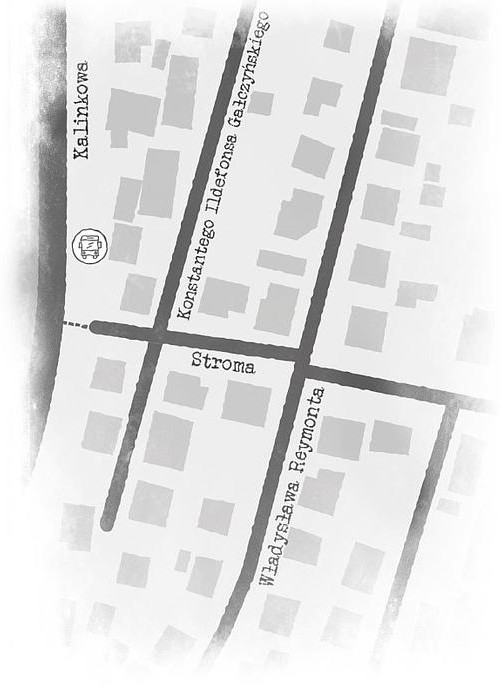 Kalinkowa
Konstantego Ildefonsa Gałczyńskiego
Stroma
Władysława Reymonta